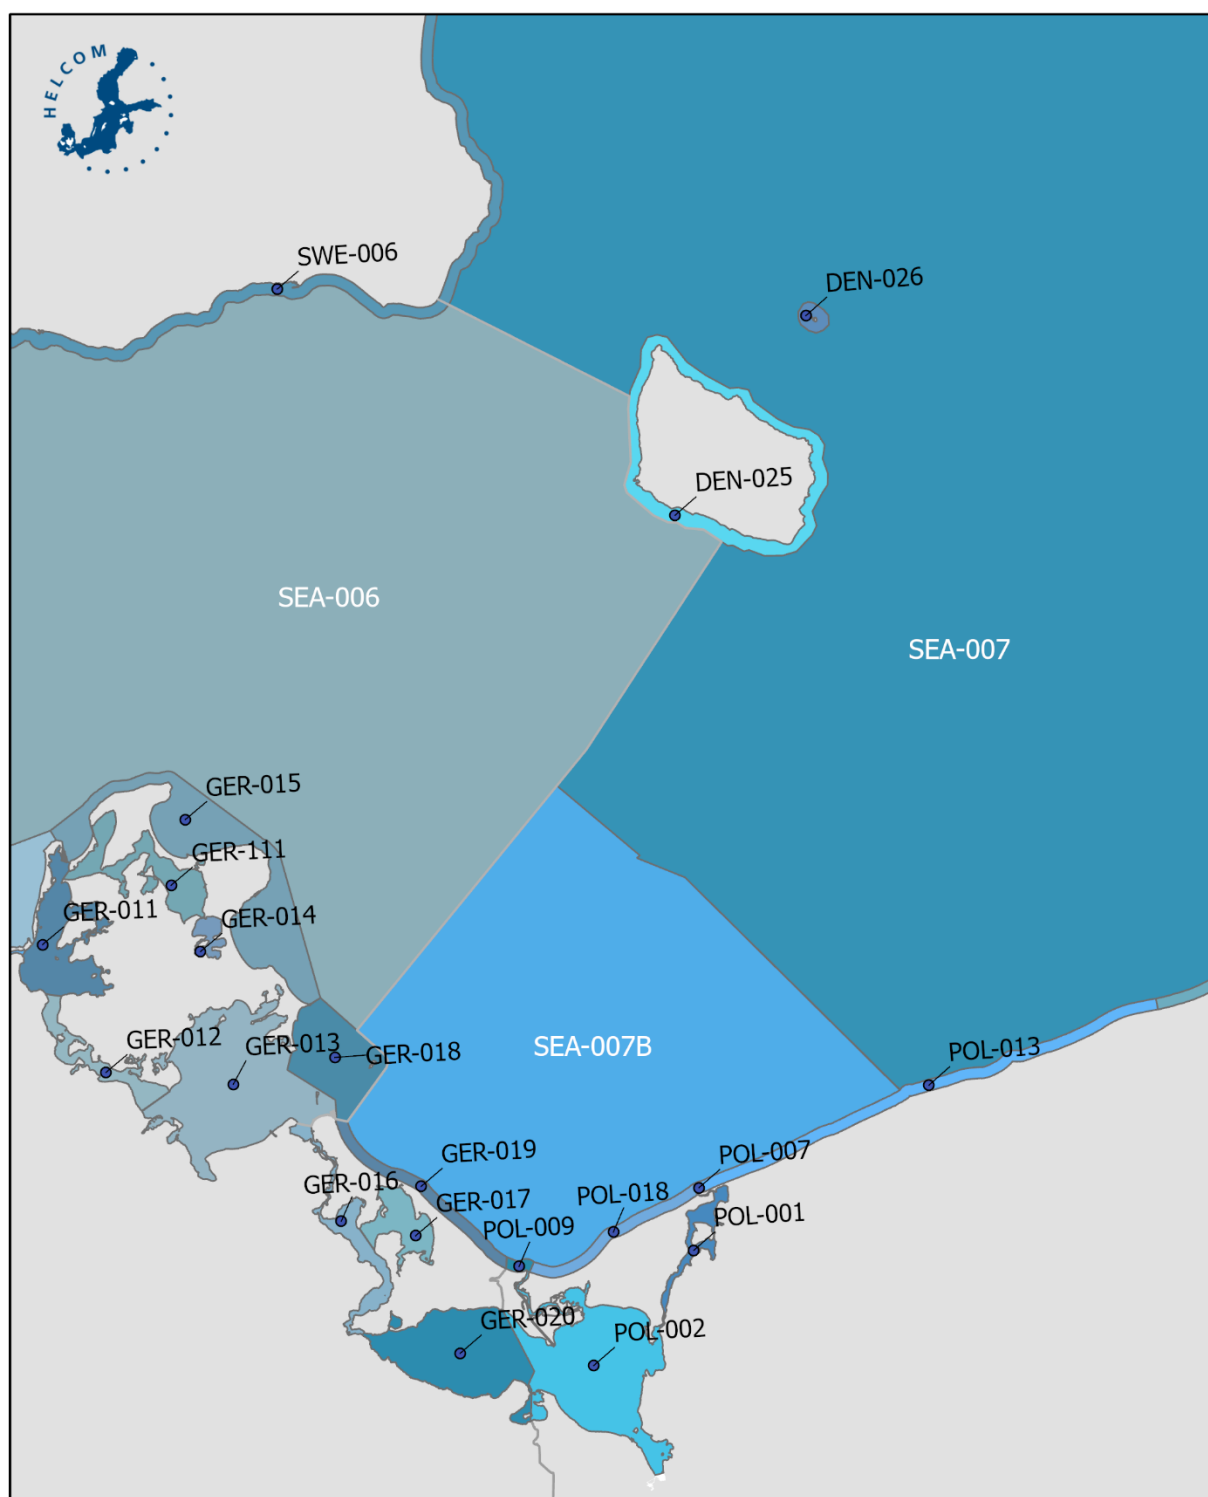 HELCOM
SWE-006
DEN-026
DEN-025
SEA-006
SEA-007
GER-015
GER-111
GER-011
GER-014
GER-012
GER-013
GER-018
SEA-007B
POL-013
GER-019
POL-007
GER-016
GER-017
POL-018
POL-009
POL-001
GER-020
POL-002